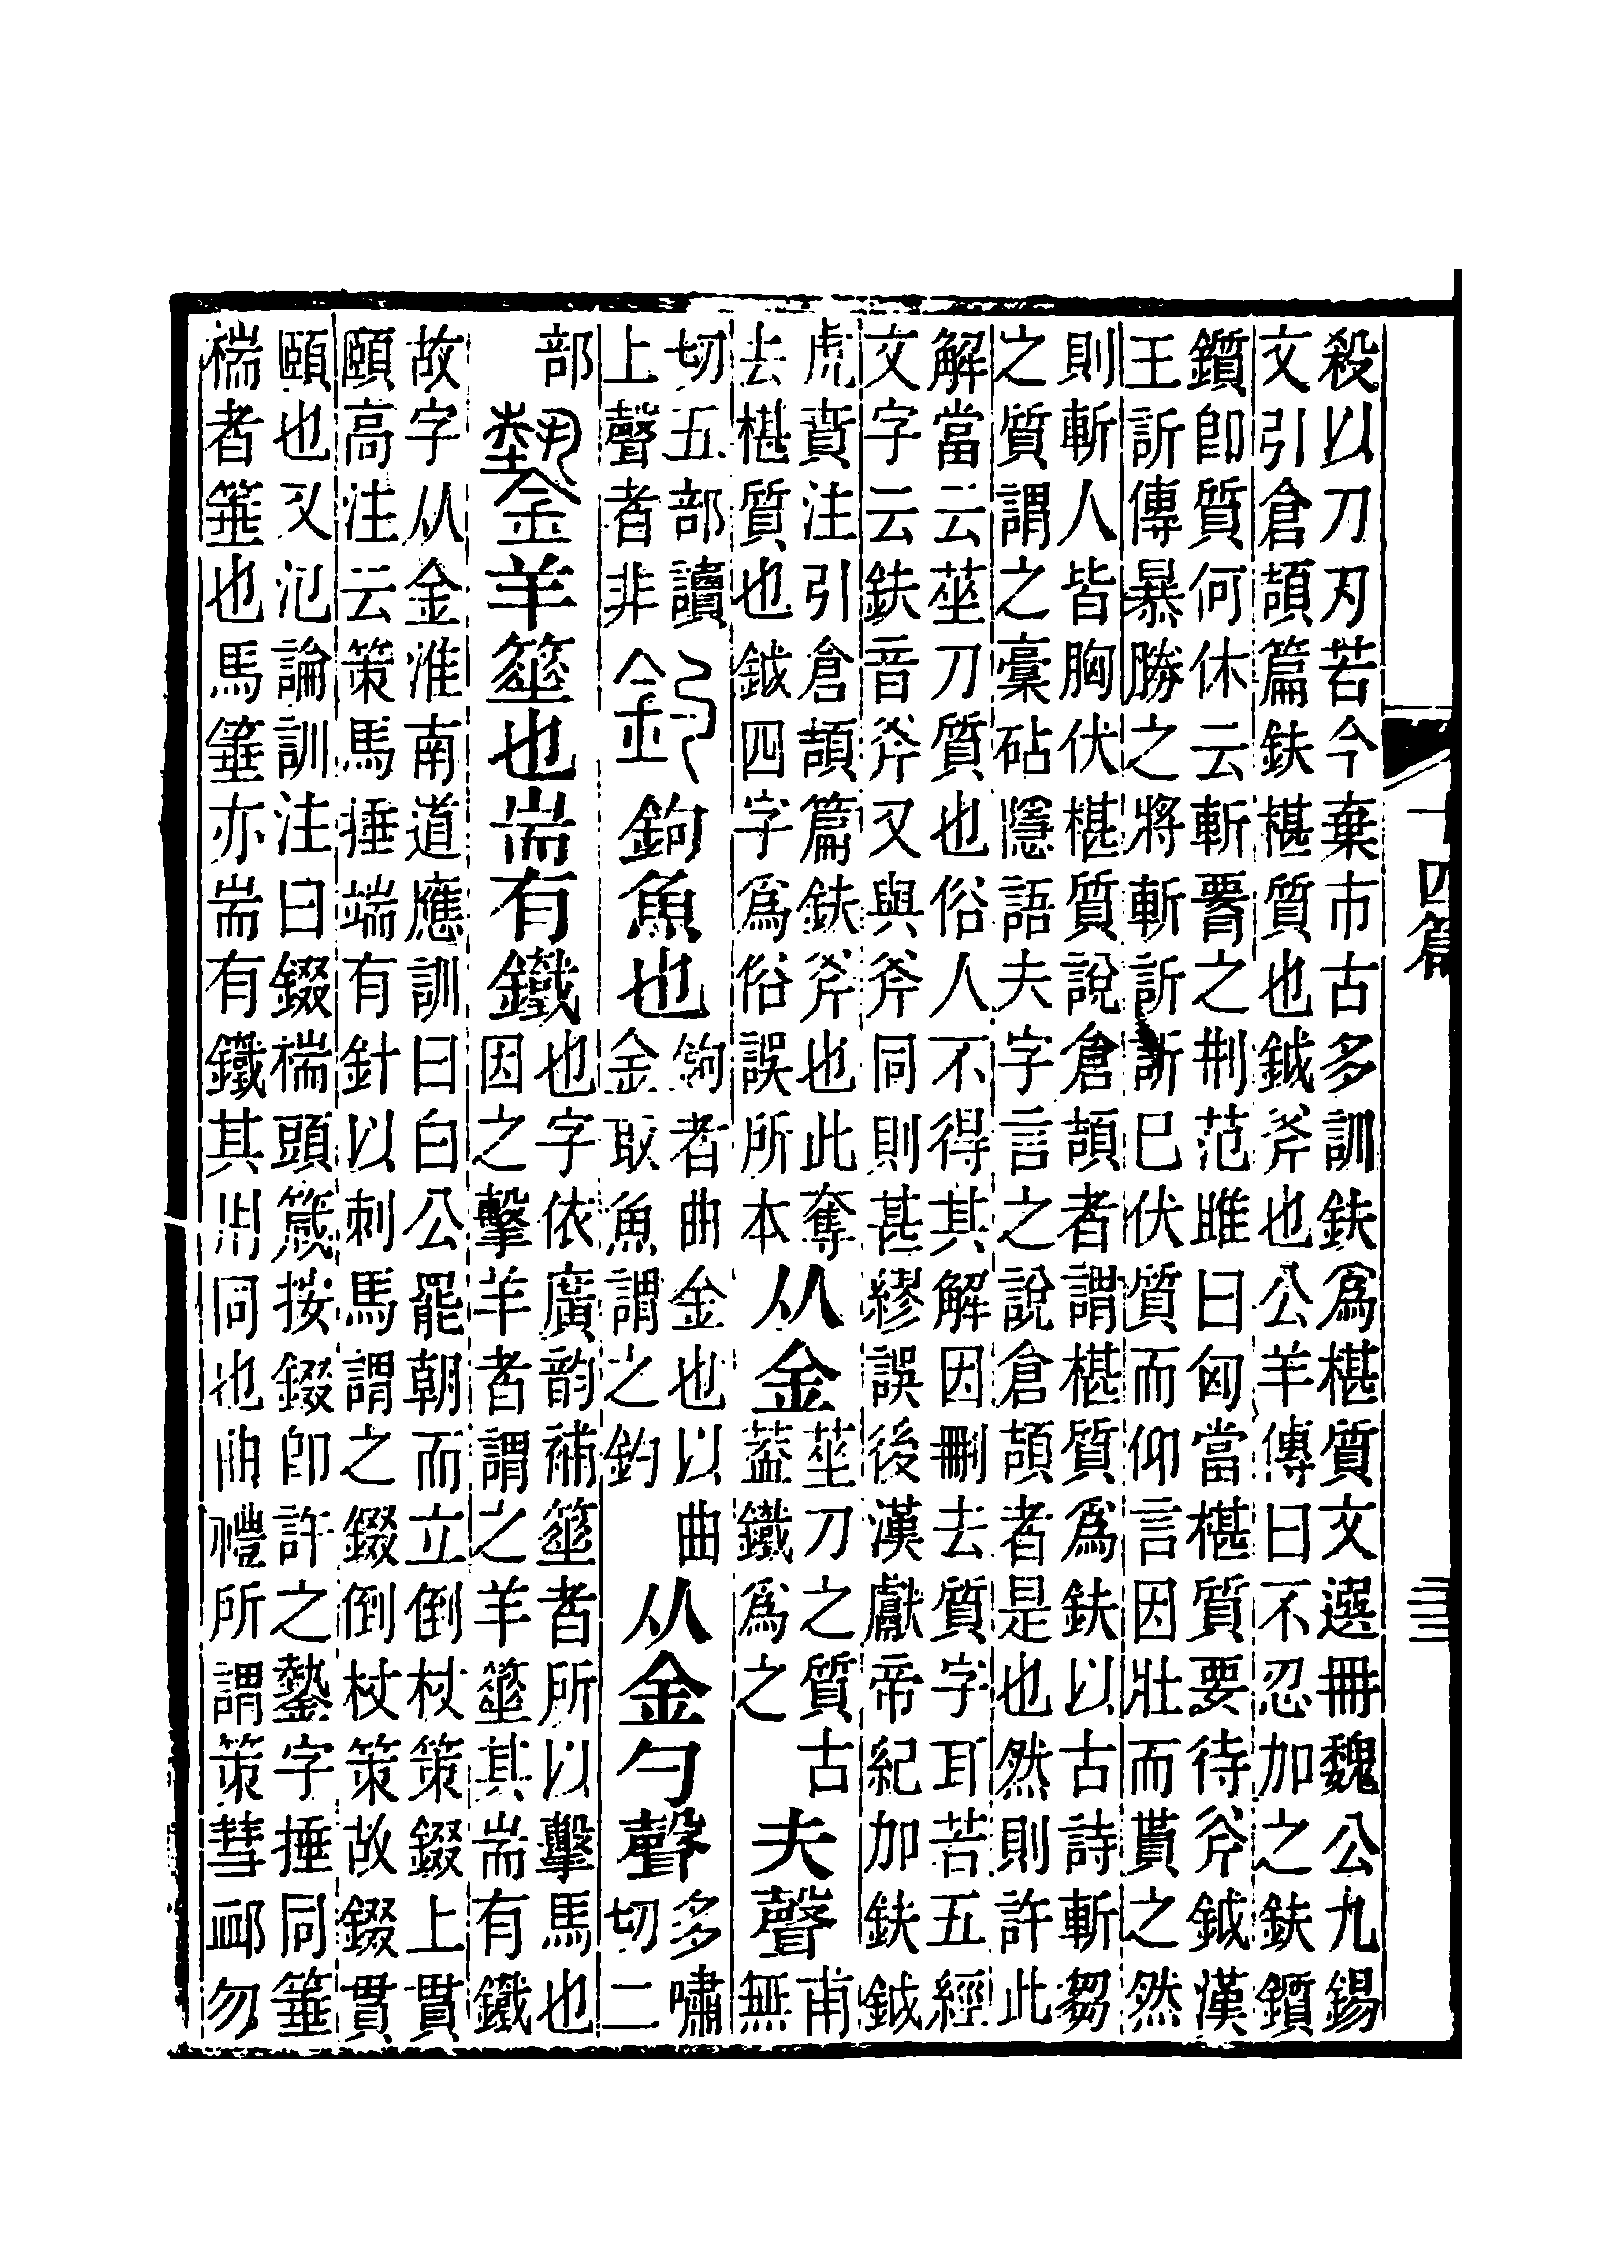 殺以刀刃若今棄市古多訓鈇爲椹質文選冊魏公九錫
文引倉頡篇鈇椹質也鉞斧也公羊傳曰不忍加之鈇鑕
鑕卽質何休云斬𦝫之㓝范雎曰匈當椹質要待斧鉞漢
王訢傳暴勝之將斬訢訢巳伏質而仰言因壯而貰之然
則斬人皆胸伏椹質說倉頡者謂椹質爲鈇以古詩斬芻
之質謂之稾砧隱語夫字言之說倉頡者是也然則許此
解當云莝刀質也俗人不得其解因刪去質字耳若五經
文字云鈇音斧又與斧同則甚繆誤後漢獻帝紀加鈇鉞
虎賁注引倉頡篇鈇斧也此奪
去椹質也鉞四字爲俗誤所本
从金
莝刀之質古
葢鐵爲之
夫聲
甫無
切五部讀
上聲者非
釣
鉤魚也
鉤者曲金也以曲
金取魚謂之釣
从金勺聲
多嘯
切二
部
羊箠也耑有鐵
也字依廣韵補箠者所以擊馬也
因之擊羊者謂之羊箠其耑有鐵
故字从金淮南道應訓曰白公罷朝而立倒杖策錣上貫
頤高注云策馬捶端有針以刺馬謂之錣倒杖策故錣貫
頤也又氾論訓注曰錣椯頭箴按錣卽許之𨮯字捶同箠
椯者箠也馬箠亦耑有鐵其用同也曲禮所謂策彗䘏勿
十四篇